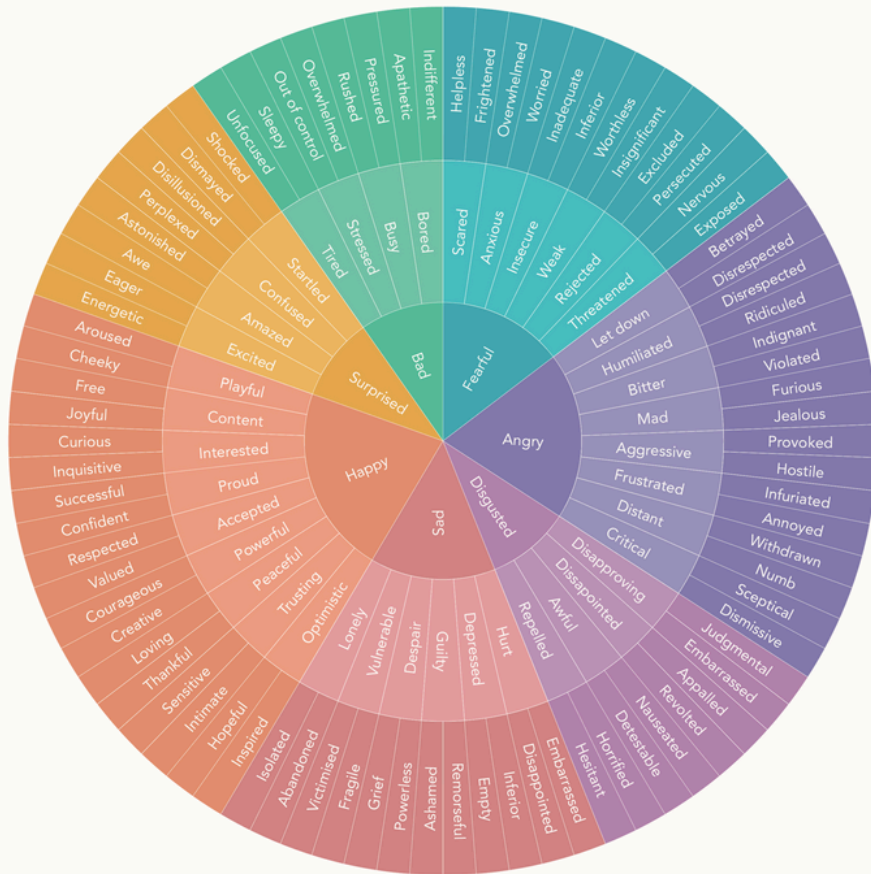 Fearful
Angry
Disgusted
Sad
Happy
Surprised
Bad
Scared
Anxious
Insecure
Weak
Rejected
Threatened
Let down
Humiliated
Bitter
Mad
Aggressive
Frustrated
Distant
Critical
Disapproving
Dissapointed
Awful
Repelled
Hurt
Depressed
Guilty
Despair
Vulnerable
Lonely
Optimistic
Trusting
Peaceful
Powerful
Accepted
Proud
Interested
Content
Playful
Excited
Amazed
Confused
Startled
Tired
Stressed
Busy
Bored
Helpless
Frightened
Overwhelmed
Worried
Inadequate
Inferior
Worthless
Insignificant
Excluded
Persecuted
Nervous
Exposed
Betrayed
Disrespected
Disrespected
Ridiculed
Indignant
Violated
Furious
Jealous
Provoked
Hostile
Infuriated
Annoyed
Withdrawn
Numb
Sceptical
Dismissive
Judgmental
Embarrassed
Appalled
Revolted
Nauseated
Detestable
Horrified
Hesitant
Embarrassed
Disappointed
Inferior
Empty
Remorseful
Ashamed
Powerless
Grief
Fragile
Victimised
Abandoned
Isolated
Inspired
Hopeful
Intimate
Sensitive
Thankful
Loving
Creative
Courageous
Valued
Respected
Confident
Successful
Inquisitive
Curious
Joyful
Free
Cheeky
Aroused
Energetic
Eager
Awe
Astonished
Perplexed
Disillusioned
Dismayed
Shocked
Unfocused
Sleepy
Out of control
Overwhelmed
Rushed
Pressured
Apathetic
Indifferent